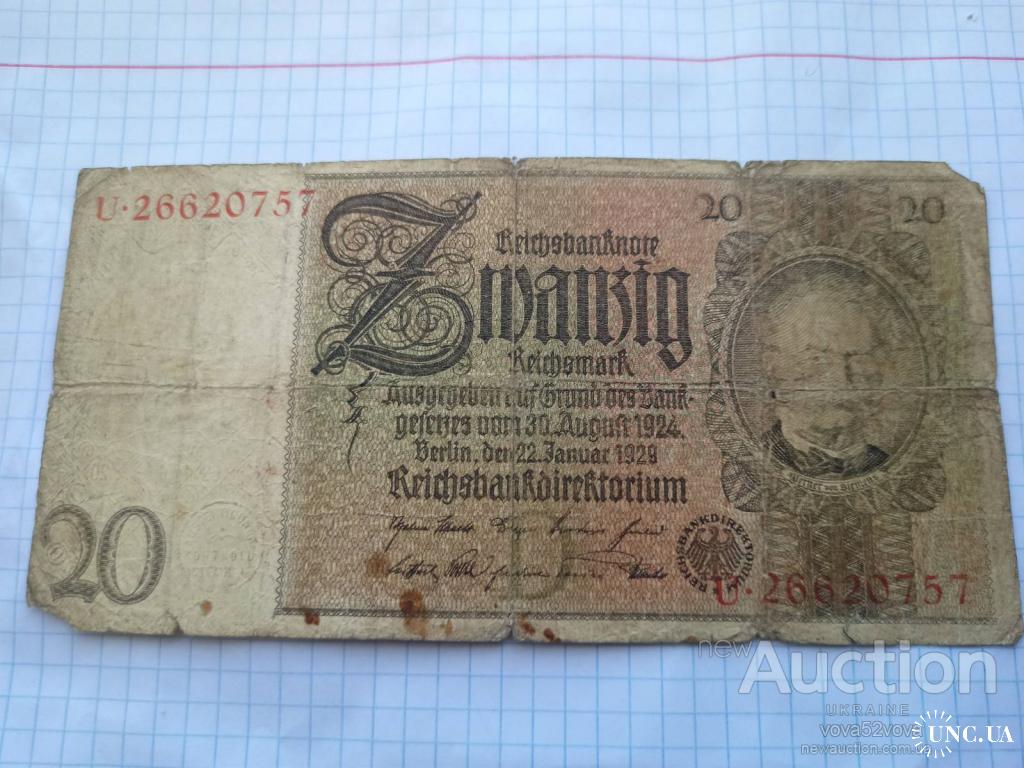 U·26620757
20
20
Reichsbanknote
Zwanzig
Reichsmark
Ausgegeben auf Grund des Bank-
gesetzes vom 30. August 1924.
Berlin, den 22. Januar 1929
Reichsbankdirektorium
20
REICHSBANKDIREKTORIUM
U·26620757
new Auction
UKRAINE
vova52vova
newauction.com.ua
UNC.UA